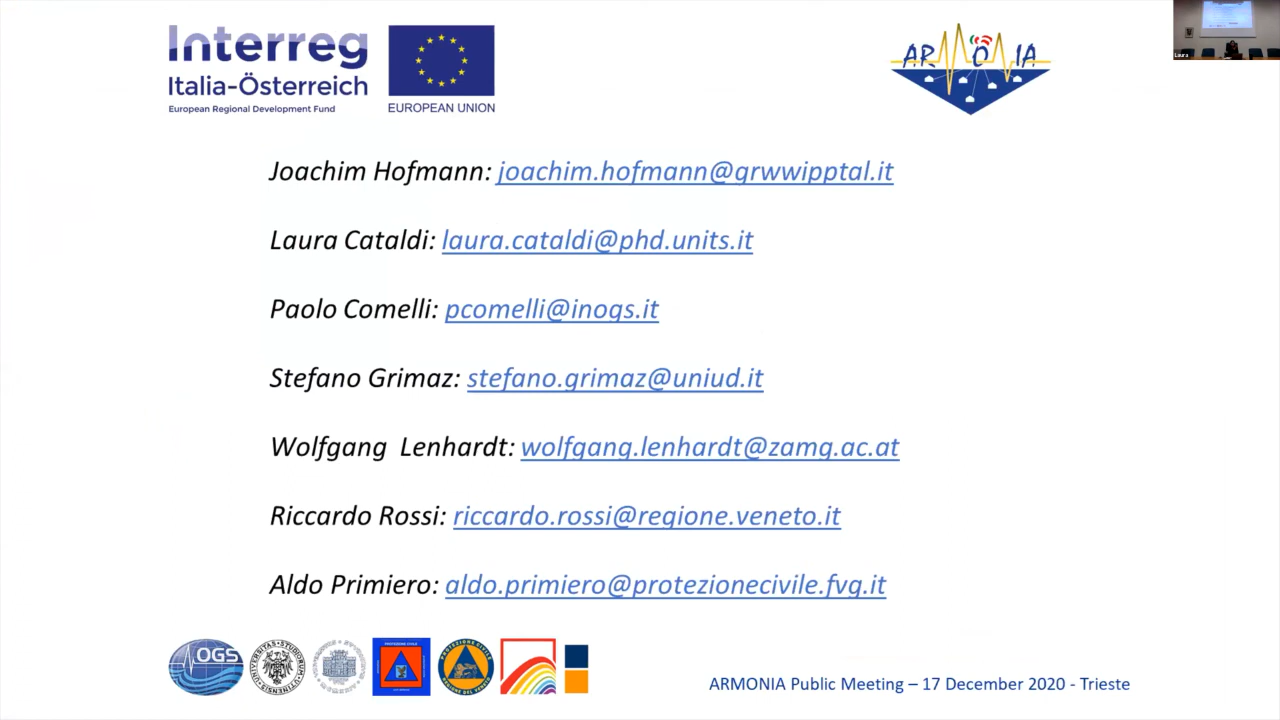 Interreg
Italia-Österreich
European Regional Development Fund
EUROPEAN UNION
ARMONIA
Laura
Joachim Hofmann: joachim.hofmann@grwwipptal.it
Laura Cataldi: laura.cataldi@phd.units.it
Paolo Comelli: pcomelli@inogs.it
Stefano Grimaz: stefano.grimaz@uniud.it
Wolfgang Lenhardt: wolfgang.lenhardt@zamg.ac.at
Riccardo Rossi: riccardo.rossi@regione.veneto.it
Aldo Primiero: aldo.primiero@protezionecivile.fvg.it
OGS
PROTEZIONE CIVILE
ARMONIA Public Meeting – 17 December 2020 - Trieste